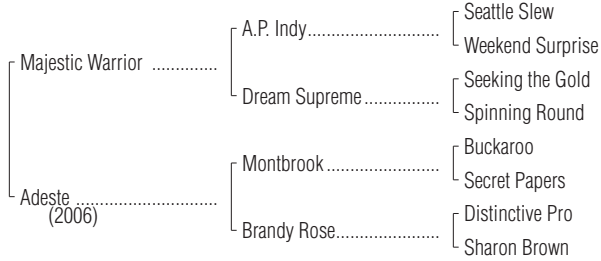 Seattle Slew
A.P. Indy..............................
Weekend Surprise
Majestic Warrior ...............
Seeking the Gold
Dream Supreme.................
Spinning Round
Buckaroo
Montbrook..........................
Secret Papers
Adeste .................................
(2006)
Distinctive Pro
Brandy Rose........................
Sharon Brown